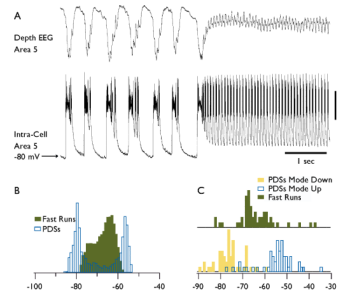 A
Depth EEG
Area 5
Intra-Cell
Area 5
-80 mV
1 sec
B
Fast Runs
PDSs
-100
-80
-60
-40
C
PDSs Mode Down
PDSs Mode Up
Fast Runs
-90
-80
-70
-60
-50
-40
-30